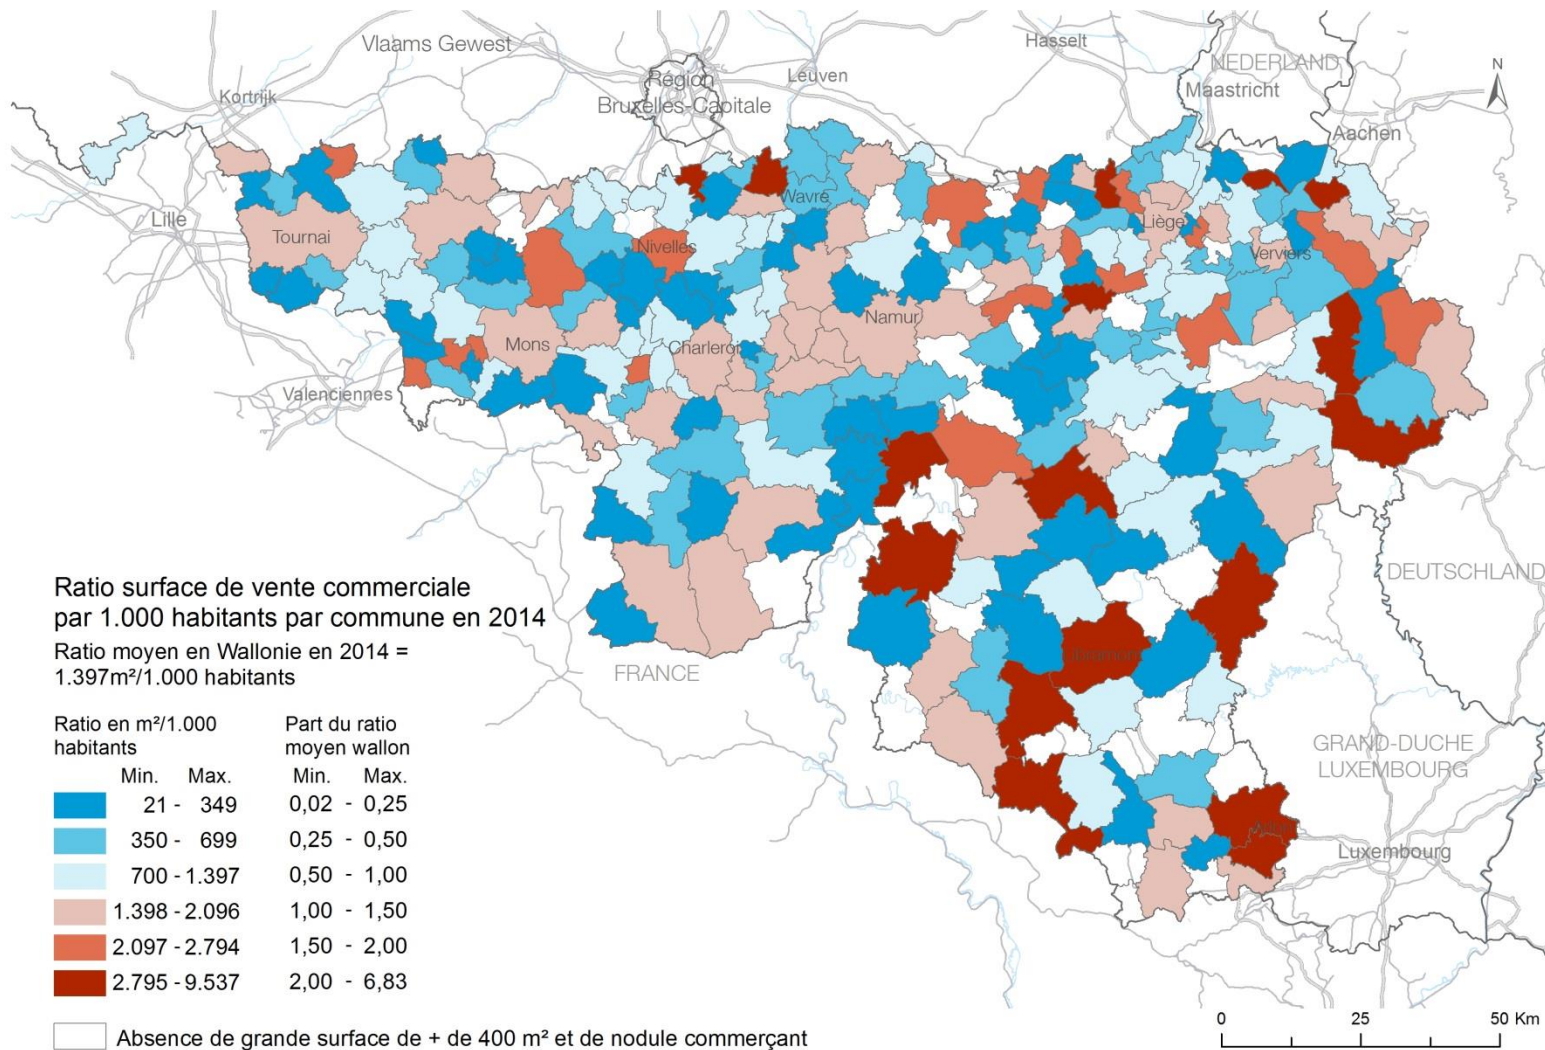 Vlaams Gewest
Hasselt
NEDERLAND
N
Région
Bruxelles-Capitale
Leuven
Maastricht
Kortrijk
Aachen
Wavre
Lille
Tournai
Nivelles
Liège
Verviers
Namur
Mons
Charleroi
Valenciennes
DEUTSCHLAND
Ratio surface de vente commerciale
par 1.000 habitants par commune en 2014
Ratio moyen en Wallonie en 2014 =
1.397m²/1.000 habitants
FRANCE
Libramont
GRAND-DUCHE
LUXEMBOURG
Arlon
Luxembourg
Ratio en m²/1.000 Part du ratio
habitants moyen wallon
Min. Max. Min. Max.
21 - 349 0,02 - 0,25
350 - 699 0,25 - 0,50
700 - 1.397 0,50 - 1,00
1.398 - 2.096 1,00 - 1,50
2.097 - 2.794 1,50 - 2,00
2.795 - 9.537 2,00 - 6,83
Absence de grande surface de + de 400 m² et de nodule commerçant
0 25 50 Km